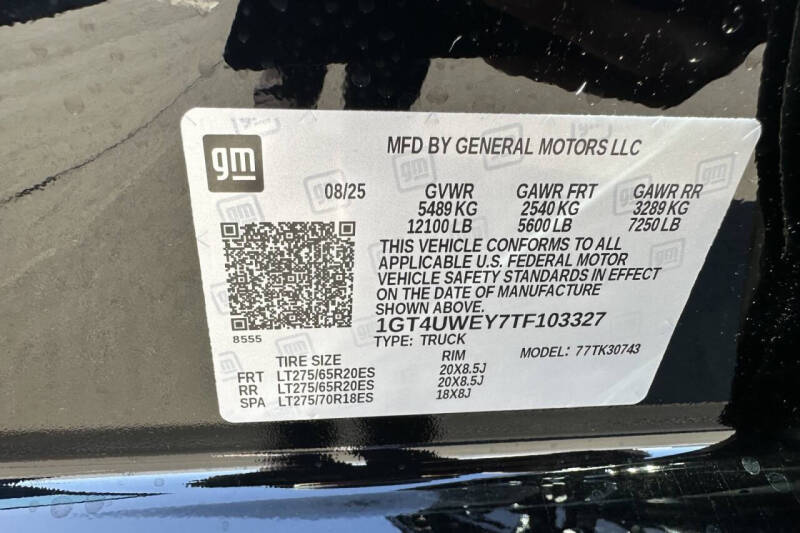 gm
MFD BY GENERAL MOTORS LLC
08/25 GVWR GAWR FRT GAWR RR
5489 KG 2540 KG 3289 KG
12100 LB 5600 LB 7250 LB
THIS VEHICLE CONFORMS TO ALL
APPLICABLE U.S. FEDERAL MOTOR
VEHICLE SAFETY STANDARDS IN EFFECT
ON THE DATE OF MANUFACTURE
SHOWN ABOVE.
8555
1GT4UWEY7TF103327
TYPE: TRUCK MODEL: 77TK30743
TIRE SIZE RIM
FRT LT275/65R20ES 20X8.5J
RR LT275/65R20ES 20X8.5J
SPA LT275/70R18ES 18X8J